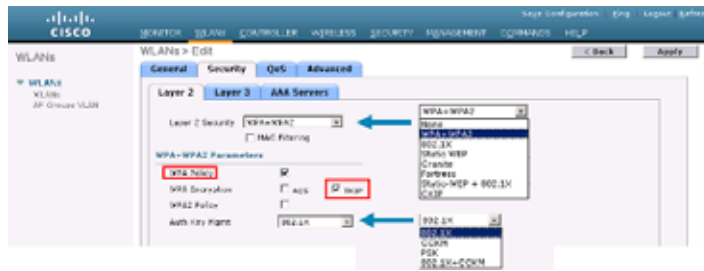 Save Configuration Ping Logout Refresh
CISCO
MONITOR WLANs CONTROLLER WIRELESS SECURITY MANAGEMENT COMMANDS HELP
WLANs
WLANs > Edit
< Back
Apply
General Security QoS Advanced
WLANs
WLANs
AP Groups VLAN
Layer 2 Layer 3 AAA Servers
Layer 2 Security WPA+WPA2
WPA+WPA2
MAC Filtering
None
WPA+WPA2
802.1X
Static WEP
Cranite
Fortress
Static-WEP + 802.1X
CKIP
WPA+WPA2 Parameters
WPA Policy
WPA Encryption AES TKIP
WPA2 Policy
Auth Key Mgmt 802.1X
802.1X
802.1X
CCKM
PSK
802.1X+CCKM